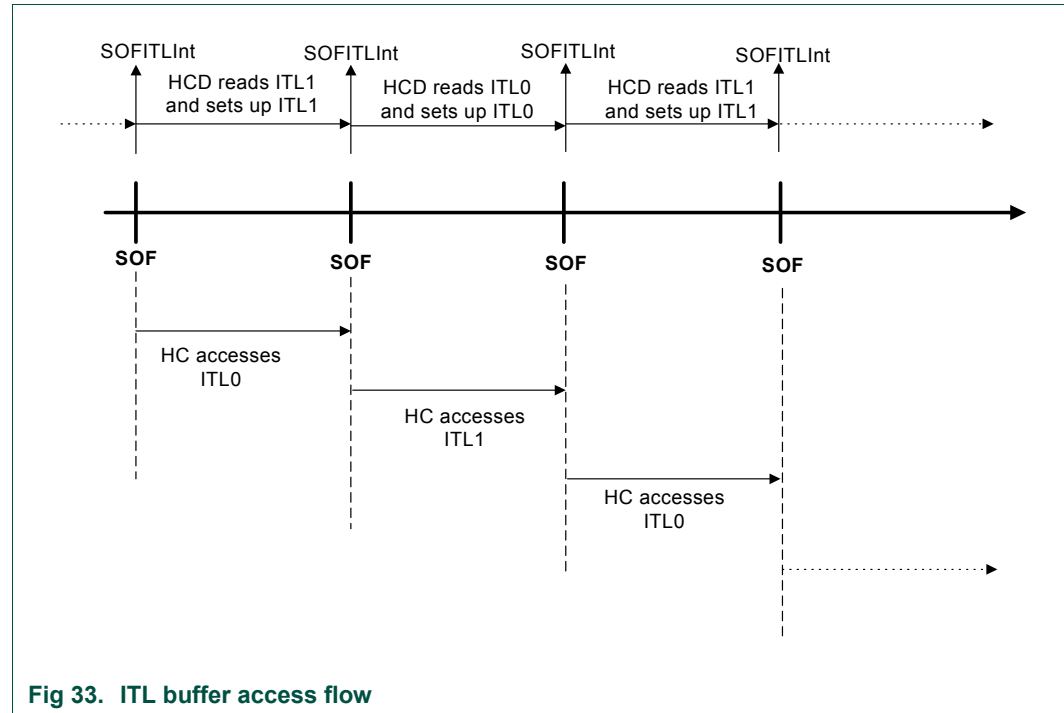 SOFITLInt SOFITLInt SOFITLInt SOFITLInt
HCD reads ITL1
and sets up ITL1
HCD reads ITL0
and sets up ITL0
HCD reads ITL1
and sets up ITL1
SOF SOF SOF SOF
HC accesses
ITL0
HC accesses
ITL1
HC accesses
ITL0
Fig 33. ITL buffer access flow